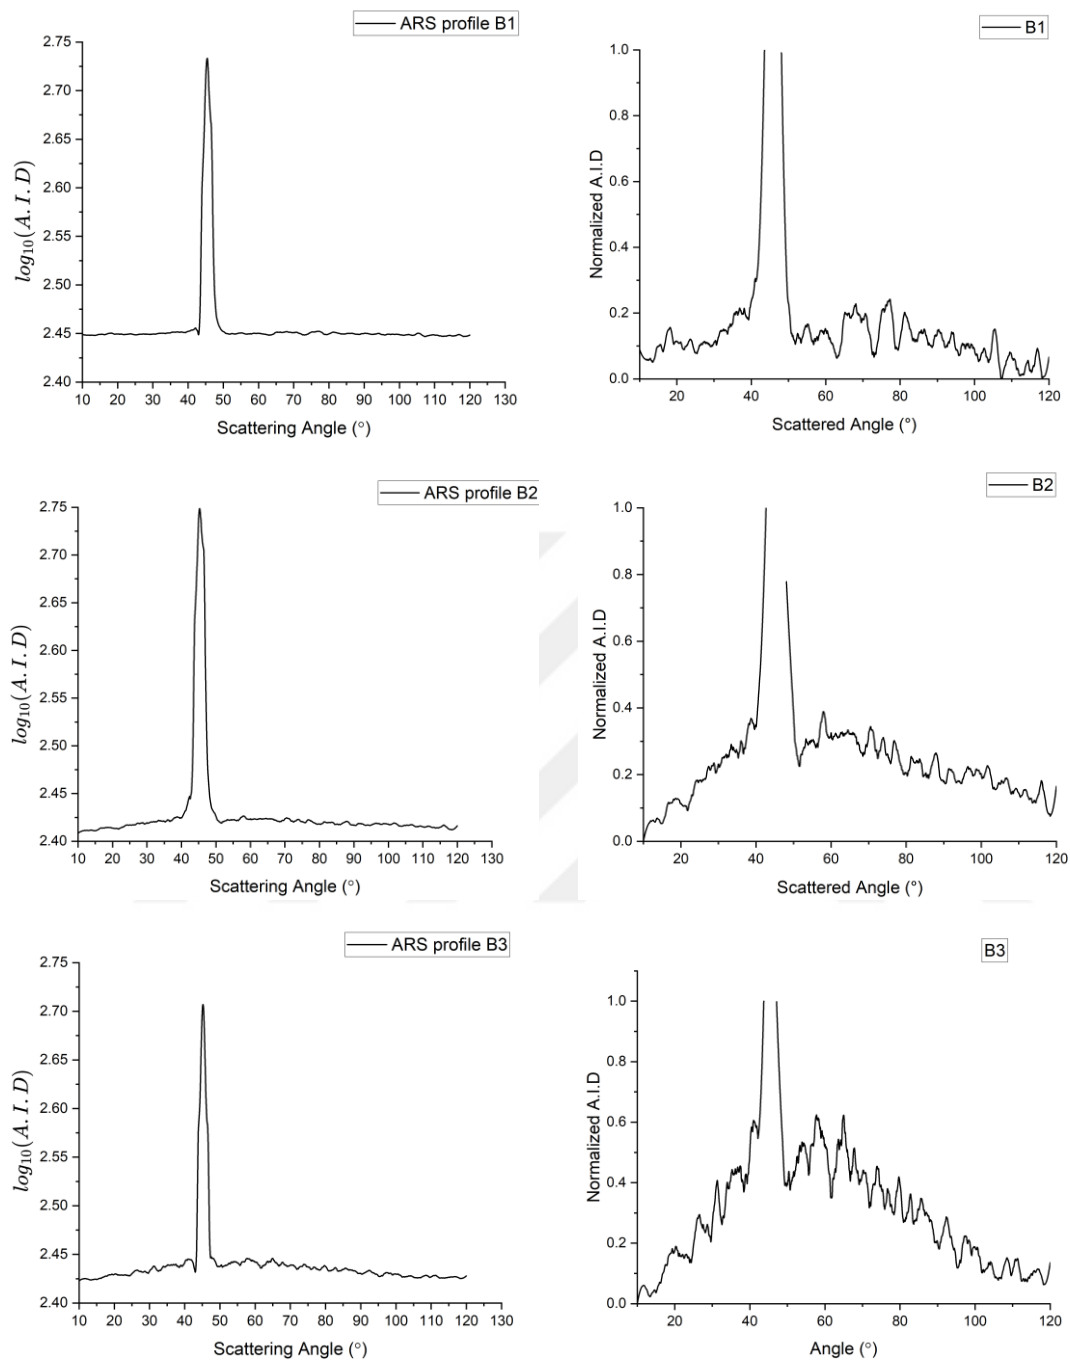 ARS profile B1
2.75
2.70
2.65
2.60
2.55
2.50
2.45
2.40
log10(A.I.D)
10 20 30 40 50 60 70 80 90 100 110 120 130
Scattering Angle (°)
B1
1.0
0.8
0.6
0.4
0.2
0.0
Normalized A.I.D
20 40 60 80 100 120
Scattered Angle (°)
ARS profile B2
2.75
2.70
2.65
2.60
2.55
2.50
2.45
2.40
log10(A.I.D)
10 20 30 40 50 60 70 80 90 100 110 120 130
Scattering Angle (°)
B2
1.0
0.8
0.6
0.4
0.2
0.0
Normalized A.I.D
20 40 60 80 100 120
Scattered Angle (°)
ARS profile B3
2.75
2.70
2.65
2.60
2.55
2.50
2.45
2.40
log10(A.I.D)
10 20 30 40 50 60 70 80 90 100 110 120 130
Scattering Angle (°)
B3
1.0
0.8
0.6
0.4
0.2
0.0
Normalized A.I.D
20 40 60 80 100 120
Angle (°)